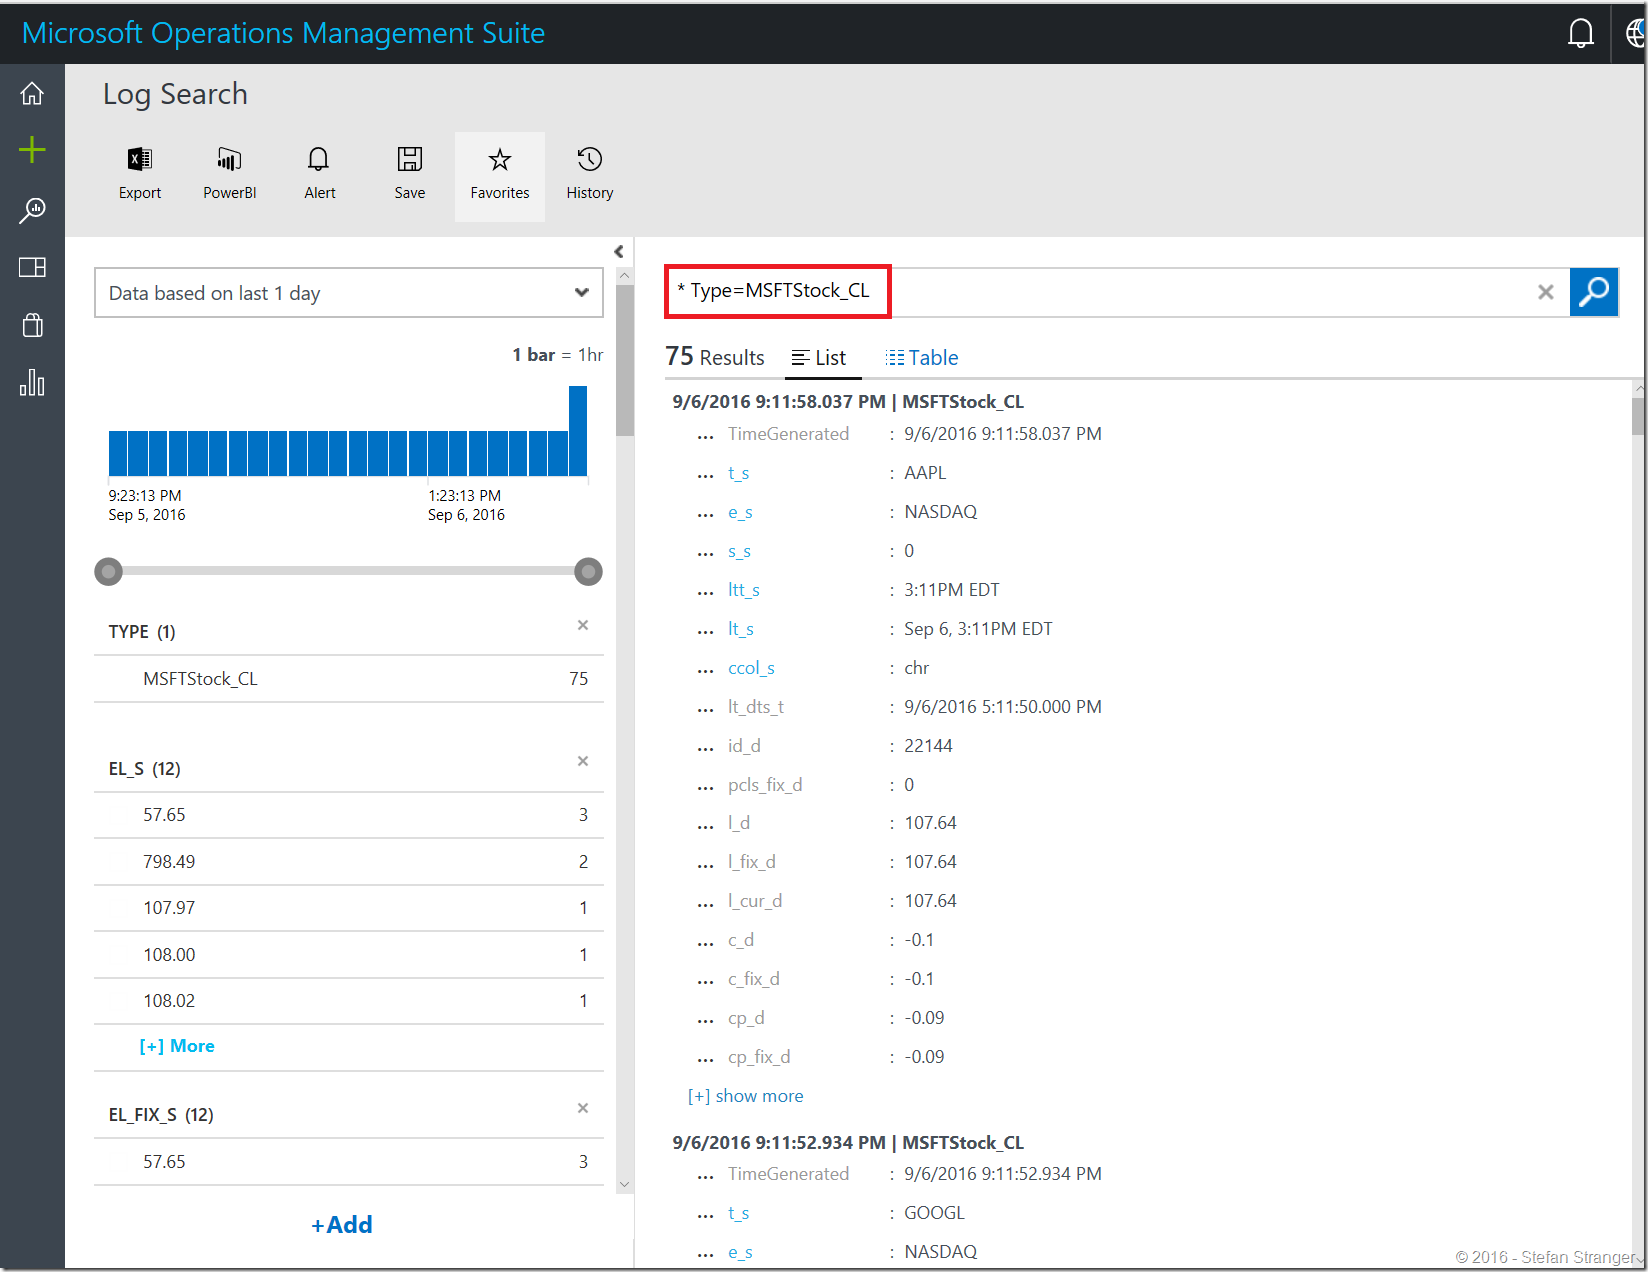 Microsoft Operations Management Suite
Log Search
Export
PowerBI
Alert
Save
Favorites
History
Data based on last 1 day
1 bar = 1hr
9:23:13 PM
Sep 5, 2016
1:23:13 PM
Sep 6, 2016
TYPE (1)
MSFTStock_CL 75
EL_S (12)
57.65 3
798.49 2
107.97 1
108.00 1
108.02 1
[+] More
EL_FIX_S (12)
57.65 3
+Add
* Type=MSFTStock_CL
75 Results List Table
9/6/2016 9:11:58.037 PM | MSFTStock_CL
... TimeGenerated : 9/6/2016 9:11:58.037 PM
... t_s : AAPL
... e_s : NASDAQ
... s_s : 0
... ltt_s : 3:11PM EDT
... lt_s : Sep 6, 3:11PM EDT
... ccol_s : chr
... lt_dts_t : 9/6/2016 5:11:50.000 PM
... id_d : 22144
... pcls_fix_d : 0
... l_d : 107.64
... l_fix_d : 107.64
... l_cur_d : 107.64
... c_d : -0.1
... c_fix_d : -0.1
... cp_d : -0.09
... cp_fix_d : -0.09
[+] show more
9/6/2016 9:11:52.934 PM | MSFTStock_CL
... TimeGenerated : 9/6/2016 9:11:52.934 PM
... t_s : GOOGL
... e_s : NASDAQ
© 2016 - Stefan Stranger